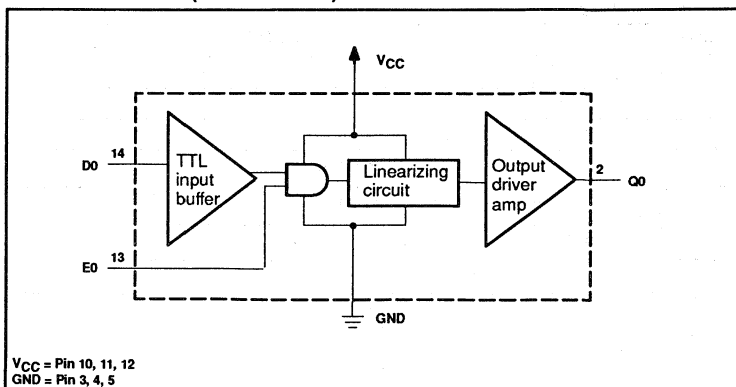 VCC
D0
14
TTL
input
buffer
Linearizing
circuit
Output
driver
amp
2
Q0
E0
13
GND
VCC = Pin 10, 11, 12
GND = Pin 3, 4, 5